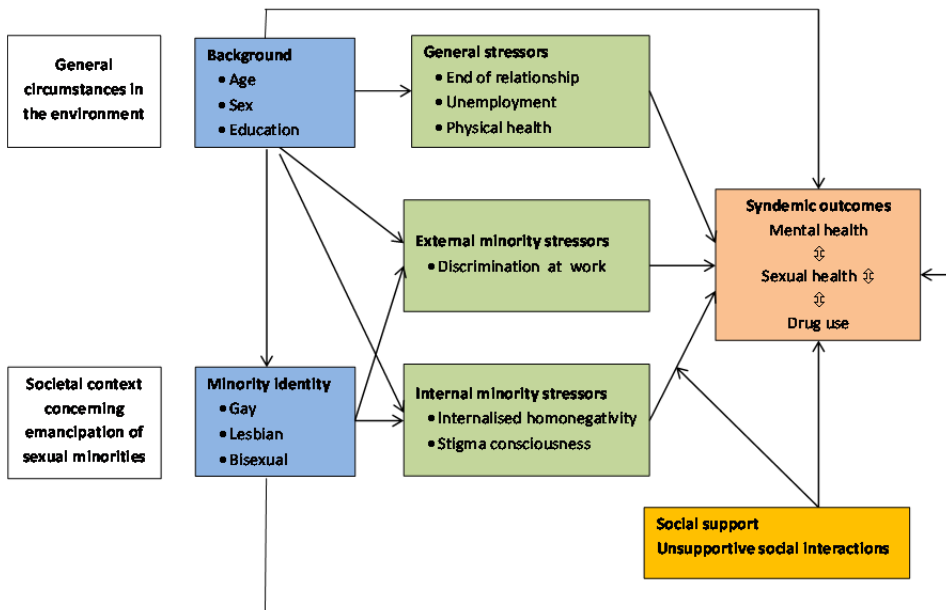 General
circumstances in
the environment
Background
• Age
• Sex
• Education
General stressors
• End of relationship
• Unemployment
• Physical health
External minority stressors
• Discrimination at work
Syndemic outcomes
Mental health
⇳
Sexual health ⇳
⇳
Drug use
Societal context
concerning
emancipation of
sexual minorities
Minority identity
• Gay
• Lesbian
• Bisexual
Internal minority stressors
• Internalised homonegativity
• Stigma consciousness
Social support
Unsupportive social interactions